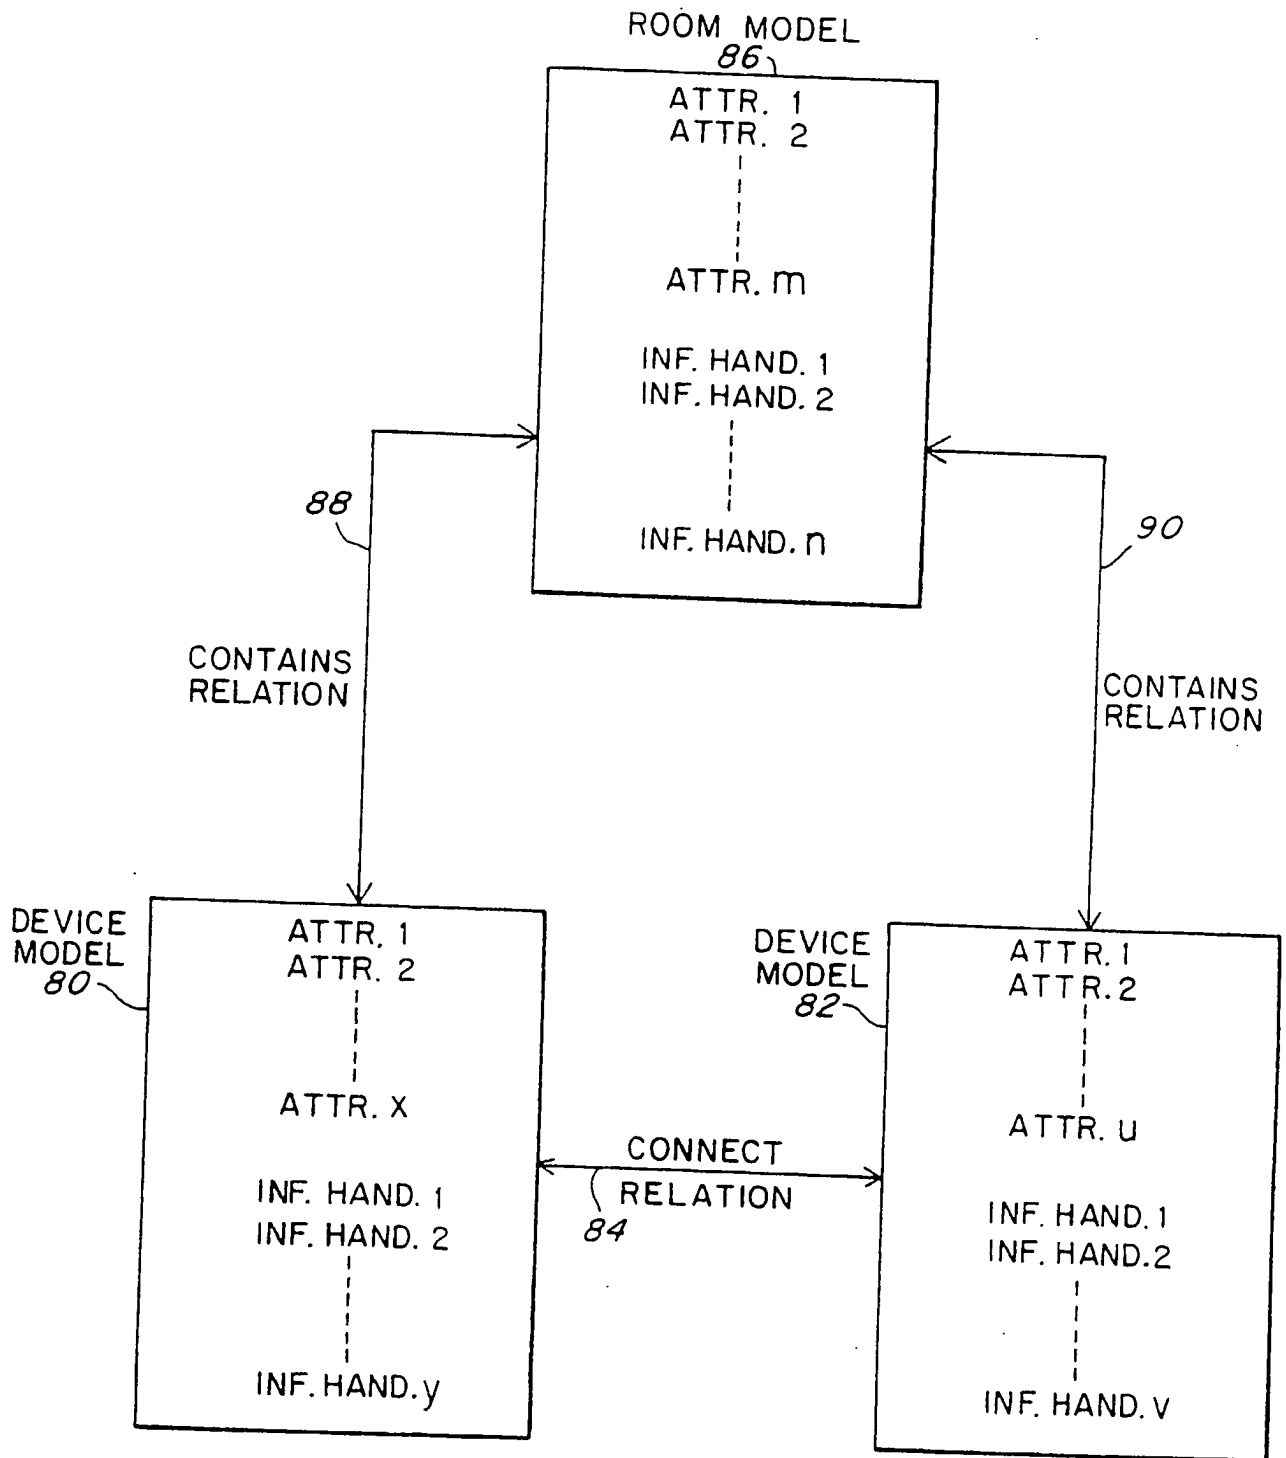 ROOM MODEL
86
ATTR. 1
ATTR. 2
ATTR. m
INF. HAND. 1
INF. HAND. 2
INF. HAND. n
88
CONTAINS
RELATION
90
CONTAINS
RELATION
DEVICE
MODEL
80
ATTR. 1
ATTR. 2
ATTR. x
INF. HAND. 1
INF. HAND. 2
INF. HAND. y
CONNECT
RELATION
84
DEVICE
MODEL
82
ATTR. 1
ATTR. 2
ATTR. u
INF. HAND. 1
INF. HAND. 2
INF. HAND. v